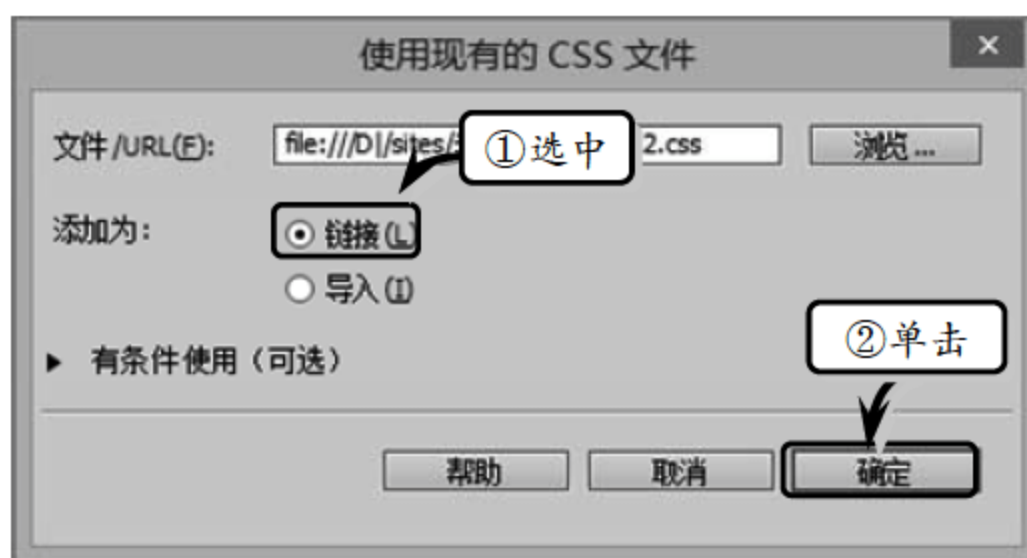 使用现有的 CSS 文件
×
文件/URL(F): file:///D|/sites/ 2.css 浏览...
①选中
添加为: 链接(L)
导入(I)
②单击
有条件使用（可选）
帮助 取消 确定